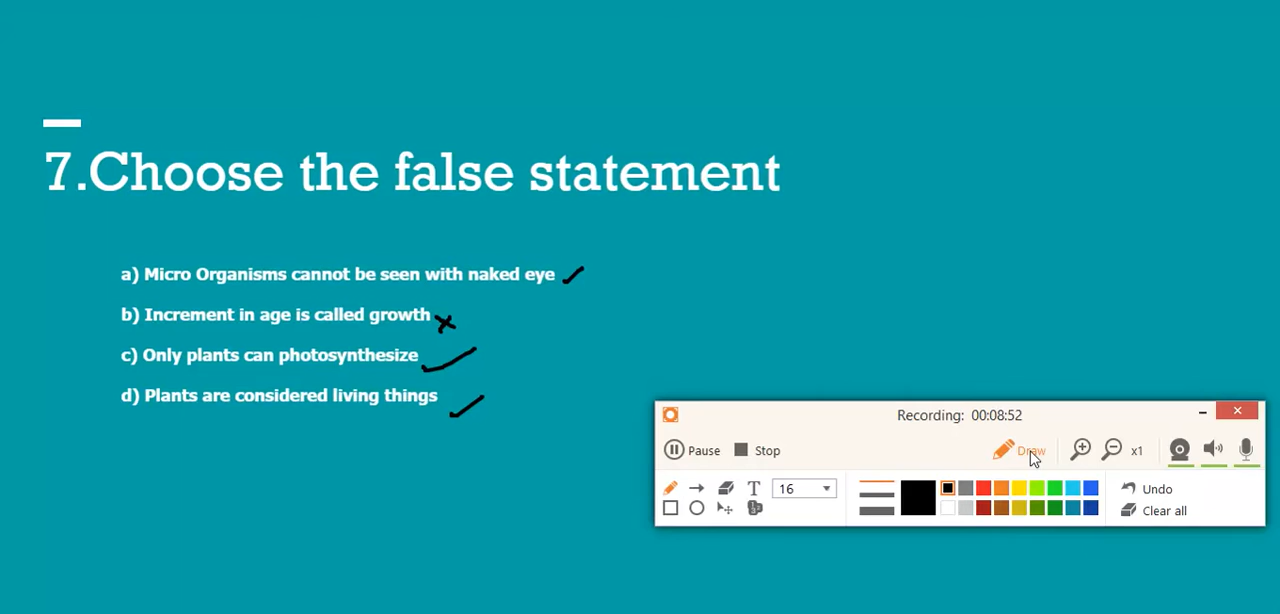 7.Choose the false statement
a) Micro Organisms cannot be seen with naked eye
b) Increment in age is called growth
c) Only plants can photosynthesize
d) Plants are considered living things
Recording: 00:08:52
Pause Stop Draw x1
T 16 Undo
Clear all